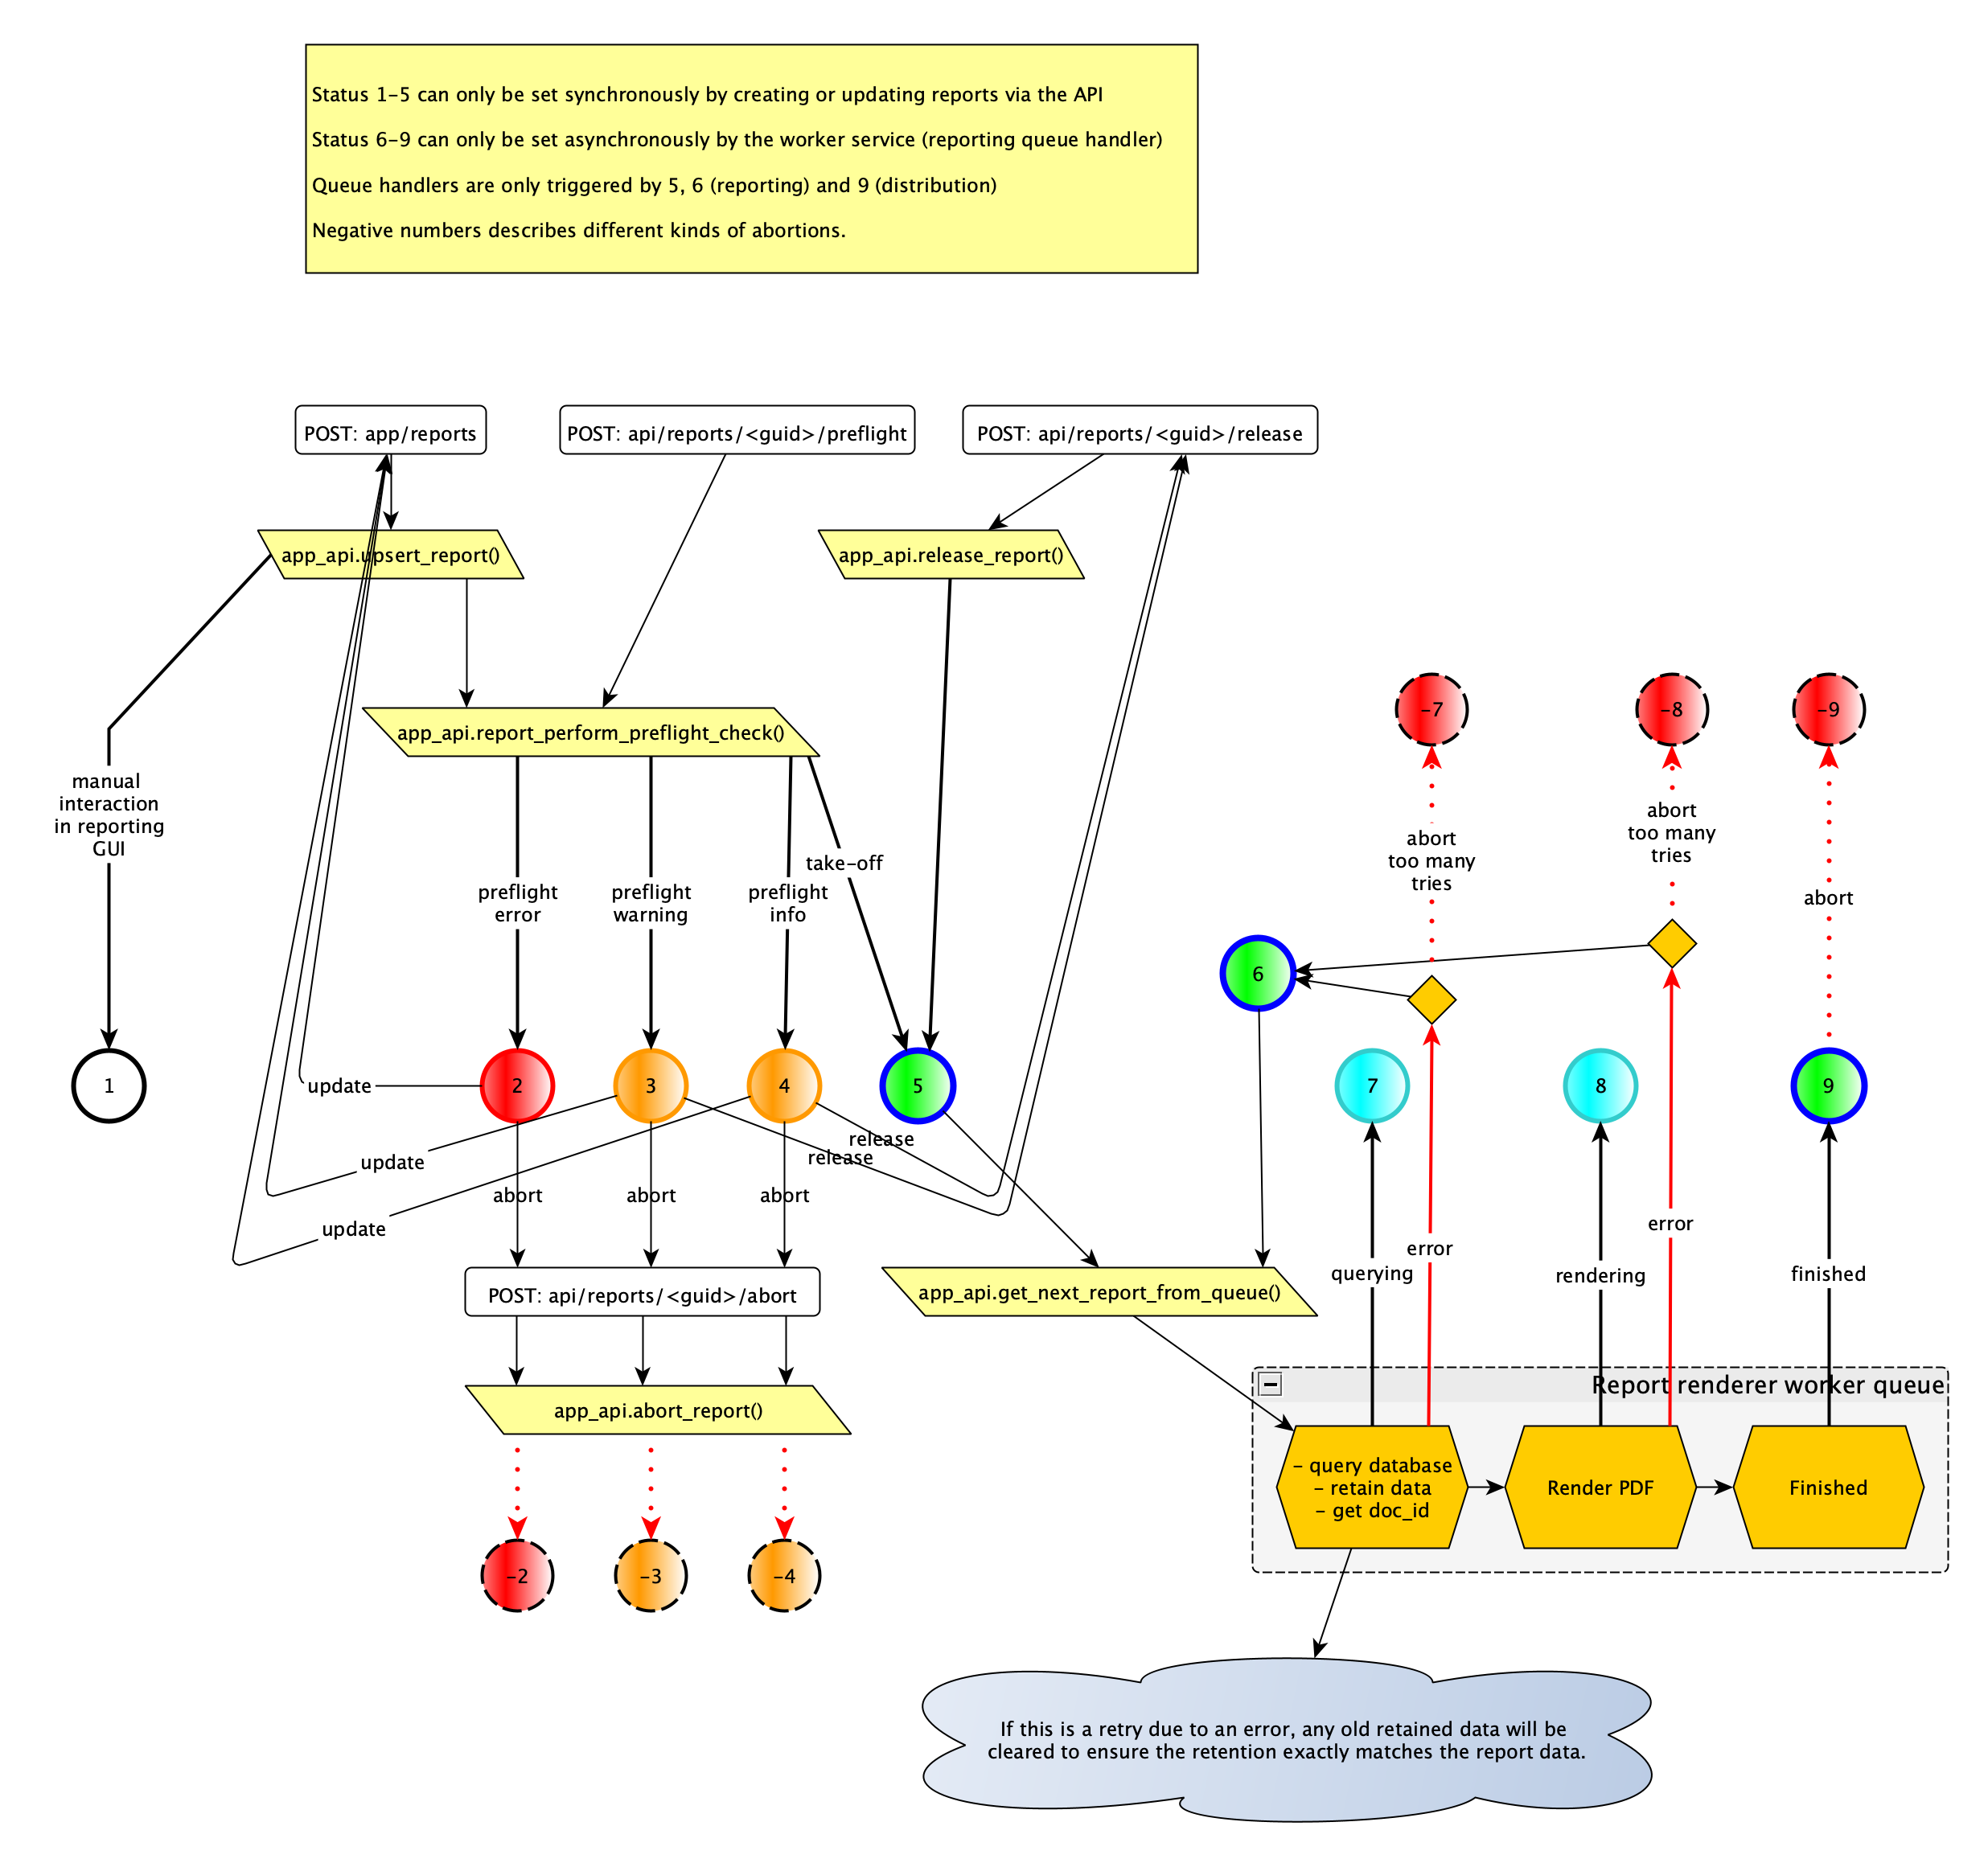 Status 1-5 can only be set synchronously by creating or updating reports via the API
Status 6-9 can only be set asynchronously by the worker service (reporting queue handler)
Queue handlers are only triggered by 5, 6 (reporting) and 9 (distribution)
Negative numbers describes different kinds of abortions.
POST: app/reports
POST: api/reports/<guid>/preflight
POST: api/reports/<guid>/release
app_api.upsert_report()
app_api.release_report()
app_api.report_perform_preflight_check()
-7
-8
-9
manual
interaction
in reporting
GUI
preflight
error
preflight
warning
preflight
info
take-off
abort
too many
tries
abort
too many
tries
abort
6
1
2
3
4
5
7
8
9
update
update
update
release
release
abort
abort
abort
POST: api/reports/<guid>/abort
app_api.get_next_report_from_queue()
querying
error
rendering
error
finished
app_api.abort_report()
Report renderer worker queue
- query database
- retain data
- get doc_id
Render PDF
Finished
-2
-3
-4
If this is a retry due to an error, any old retained data will be
cleared to ensure the retention exactly matches the report data.